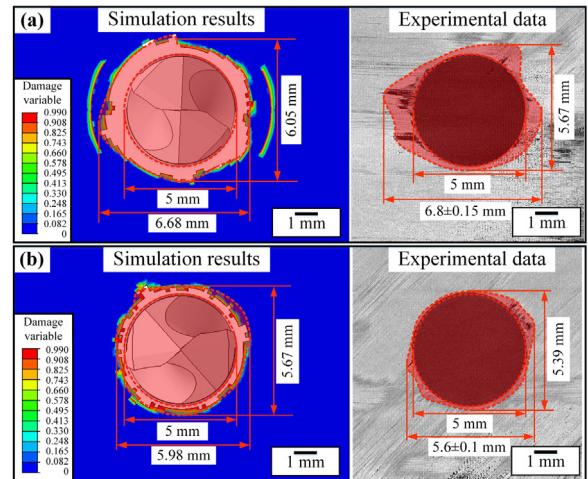 (a)
Simulation results
Experimental data
Damage
variable
0.990
0.908
0.825
0.743
0.660
0.578
0.495
0.413
0.330
0.248
0.165
0.082
0
6.05 mm
5 mm
6.68 mm
1 mm
5.67 mm
5 mm
6.8±0.15 mm
1 mm
(b)
Simulation results
Experimental data
Damage
variable
0.990
0.908
0.825
0.743
0.660
0.578
0.495
0.413
0.330
0.248
0.165
0.082
0
5.67 mm
5 mm
5.98 mm
1 mm
5.39 mm
5 mm
5.6±0.1 mm
1 mm